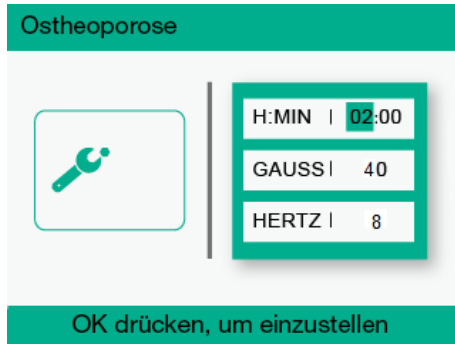 Ostheoporose
H:MIN | 02:00
GAUSS | 40
HERTZ | 8
OK drücken, um einzustellen